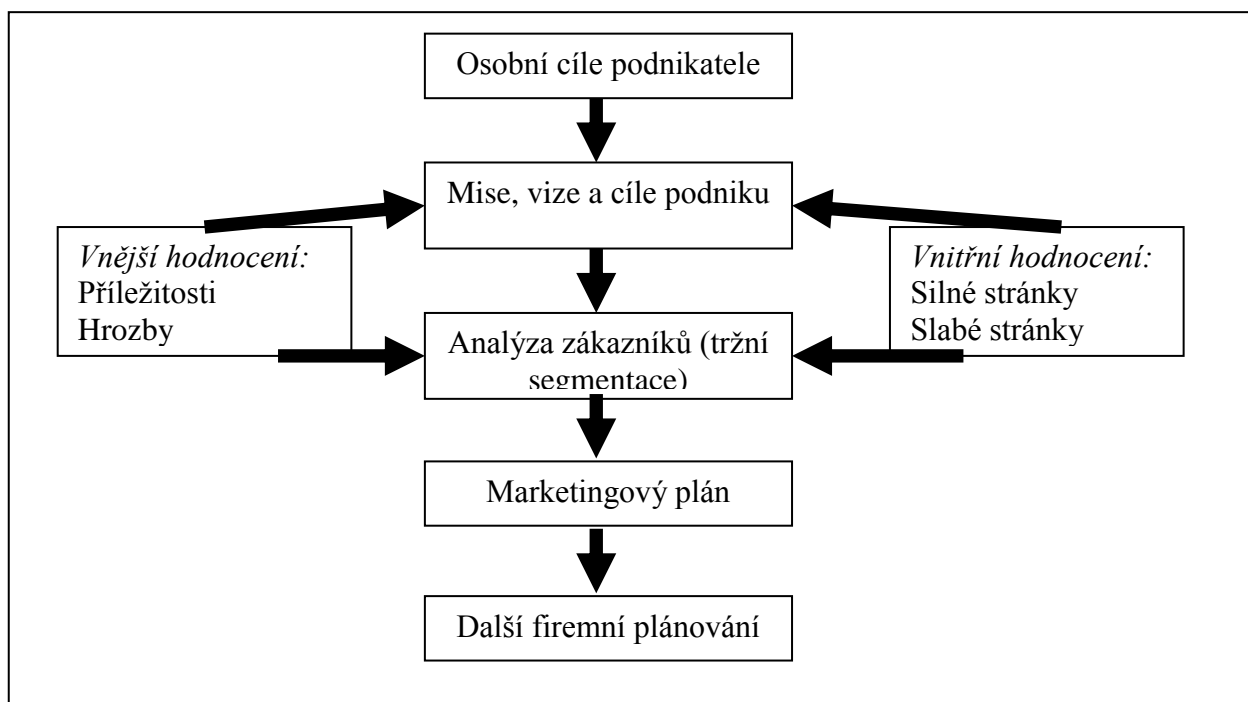 Osobní cíle podnikatele
Mise, vize a cíle podniku
Vnější hodnocení:
Příležitosti
Hrozby
Vnitřní hodnocení:
Silné stránky
Slabé stránky
Analýza zákazníků (tržní
segmentace)
Marketingový plán
Další firemní plánování